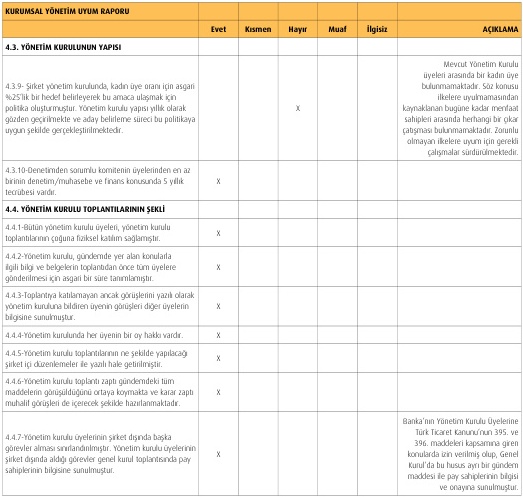 KURUMSAL YÖNETİM UYUM RAPORU
Evet Kısmen Hayır Muaf İlgisiz AÇIKLAMA
4.3. YÖNETİM KURULUNUN YAPISI
4.3.9- Şirket yönetim kurulunda, kadın üye oranı için asgari
%25'lik bir hedef belirleyerek bu amaca ulaşmak için
politika oluşturmuştur. Yönetim kurulu yapısı yıllık olarak
gözden geçirilmekte ve aday belirleme süreci bu politikaya
uygun şekilde gerçekleştirilmektedir.
X
Mevcut Yönetim Kurulu
üyeleri arasında bir kadın üye
bulunmamaktadır. Söz konusu
ilkelere uyulmamasından
kaynaklanan bugüne kadar menfaat
sahipleri arasında herhangi bir çıkar
çatışması bulunmamaktadır. Zorunlu
olmayan ilkelere uyum için gerekli
çalışmalar sürdürülmektedir.
4.3.10-Denetimden sorumlu komitenin üyelerinden en az
birinin denetim/muhasebe ve finans konusunda 5 yıllık
tecrübesi vardır.
X
4.4. YÖNETİM KURULU TOPLANTILARININ ŞEKLİ
4.4.1-Bütün yönetim kurulu üyeleri, yönetim kurulu
toplantılarının çoğuna fiziksel katılım sağlamıştır.
X
4.4.2-Yönetim kurulu, gündemde yer alan konularla
ilgili bilgi ve belgelerin toplantıdan önce tüm üyelere
gönderilmesi için asgari bir süre tanımlamıştır.
X
4.4.3-Toplantıya katılamayan ancak görüşlerini yazılı olarak
yönetim kuruluna bildiren üyenin görüşleri diğer üyelerin
bilgisine sunulmuştur.
X
4.4.4-Yönetim kurulunda her üyenin bir oy hakkı vardır.
X
4.4.5-Yönetim kurulu toplantılarının ne şekilde yapılacağı
şirket içi düzenlemeler ile yazılı hale getirilmiştir.
X
4.4.6-Yönetim kurulu toplantı zaptı gündemdeki tüm
maddelerin görüşüldüğünü ortaya koymakta ve karar zaptı
muhalif görüşleri de içerecek şekilde hazırlanmaktadır.
X
4.4.7-Yönetim kurulu üyelerinin şirket dışında başka
görevler alması sınırlandırılmıştır. Yönetim kurulu üyelerinin
şirket dışında aldığı görevler genel kurul toplantısında pay
sahiplerinin bilgisine sunulmuştur.
X
Banka'nın Yönetim Kurulu Üyelerine
Türk Ticaret Kanunu'nun 395. ve
396. maddeleri kapsamına giren
konularda izin verilmiş olup, Genel
Kurul'da bu husus ayrı bir gündem
maddesi ile pay sahiplerinin bilgisi
ve onayına sunulmuştur.